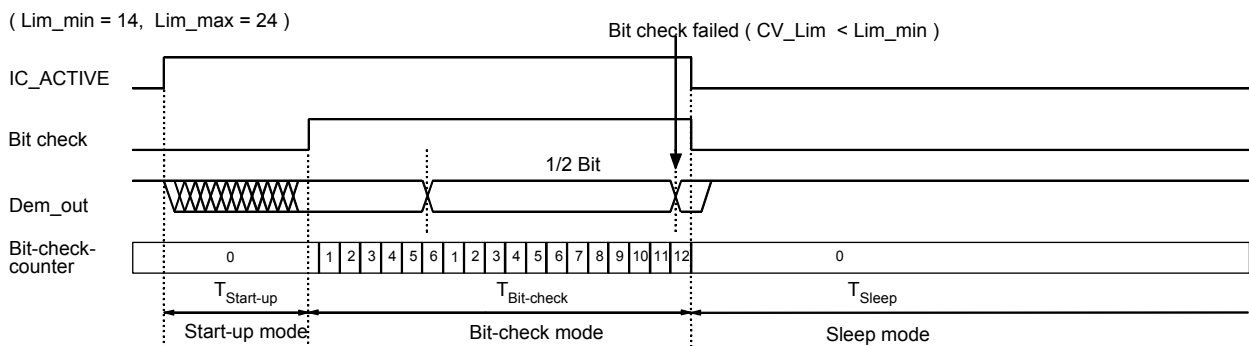 ( Lim_min = 14, Lim_max = 24 )
Bit check failed ( CV_Lim < Lim_min )
IC_ACTIVE
Bit check
1/2 Bit
Dem_out
Bit-check-
counter
0 1 2 3 4 5 6 1 2 3 4 5 6 7 8 9 10 11 12 0
TStart-up TBit-check TSleep
Start-up mode Bit-check mode Sleep mode